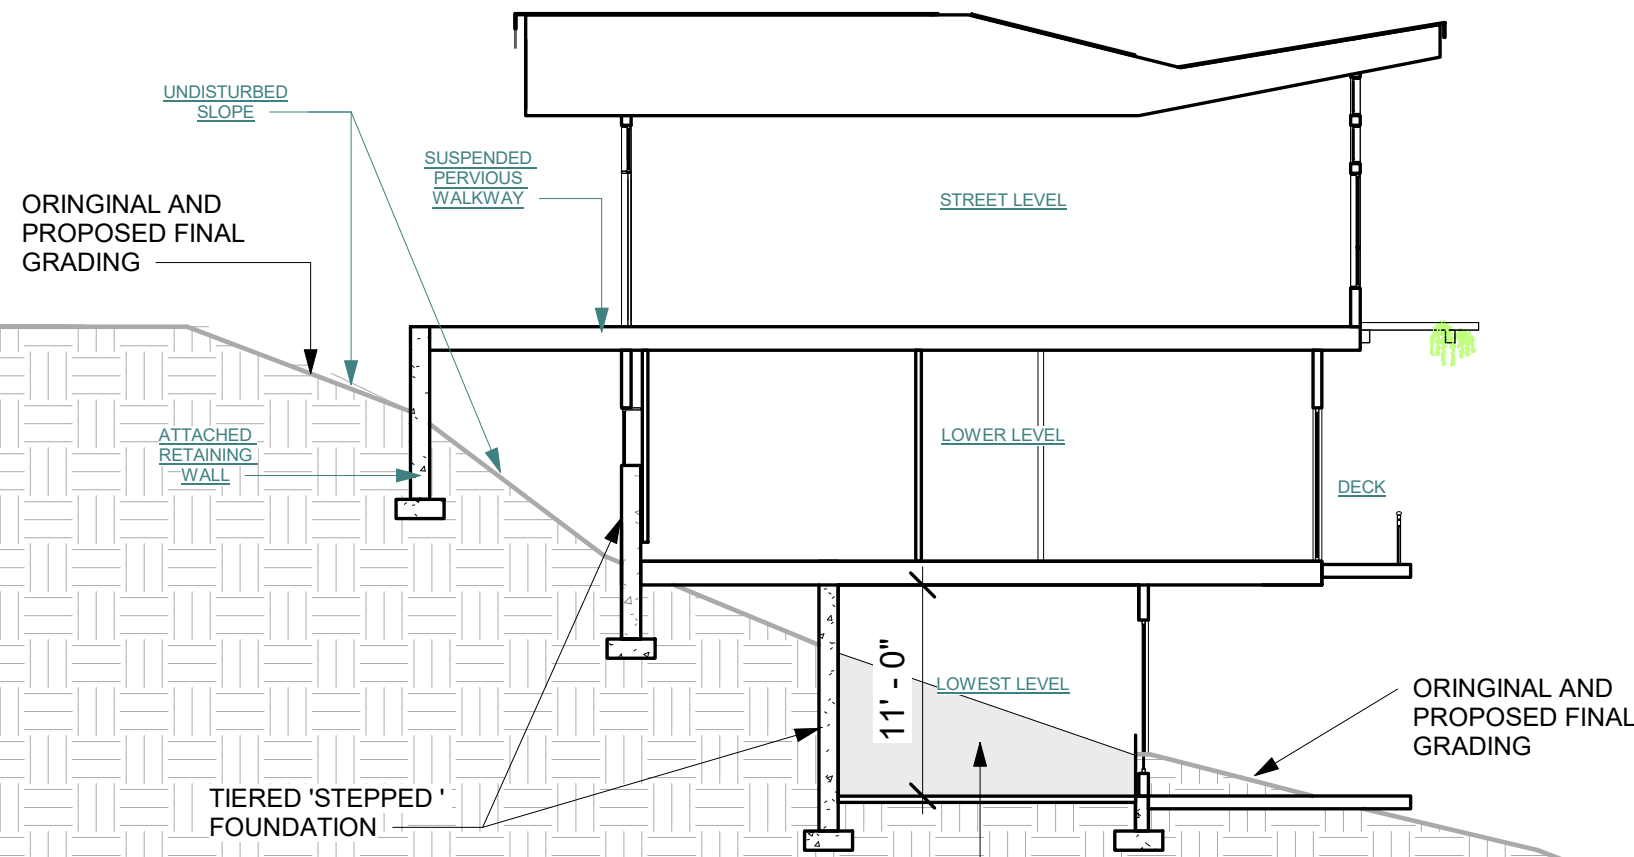 UNDISTURBED
SLOPE
SUSPENDED
PERVIOUS
WALKWAY
STREET LEVEL
ORINGINAL AND
PROPOSED FINAL
GRADING
ATTACHED
RETAINING
WALL
LOWER LEVEL
DECK
11' - 0"
LOWEST LEVEL
ORINGINAL AND
PROPOSED FINAL
GRADING
TIERED 'STEPPED '
FOUNDATION